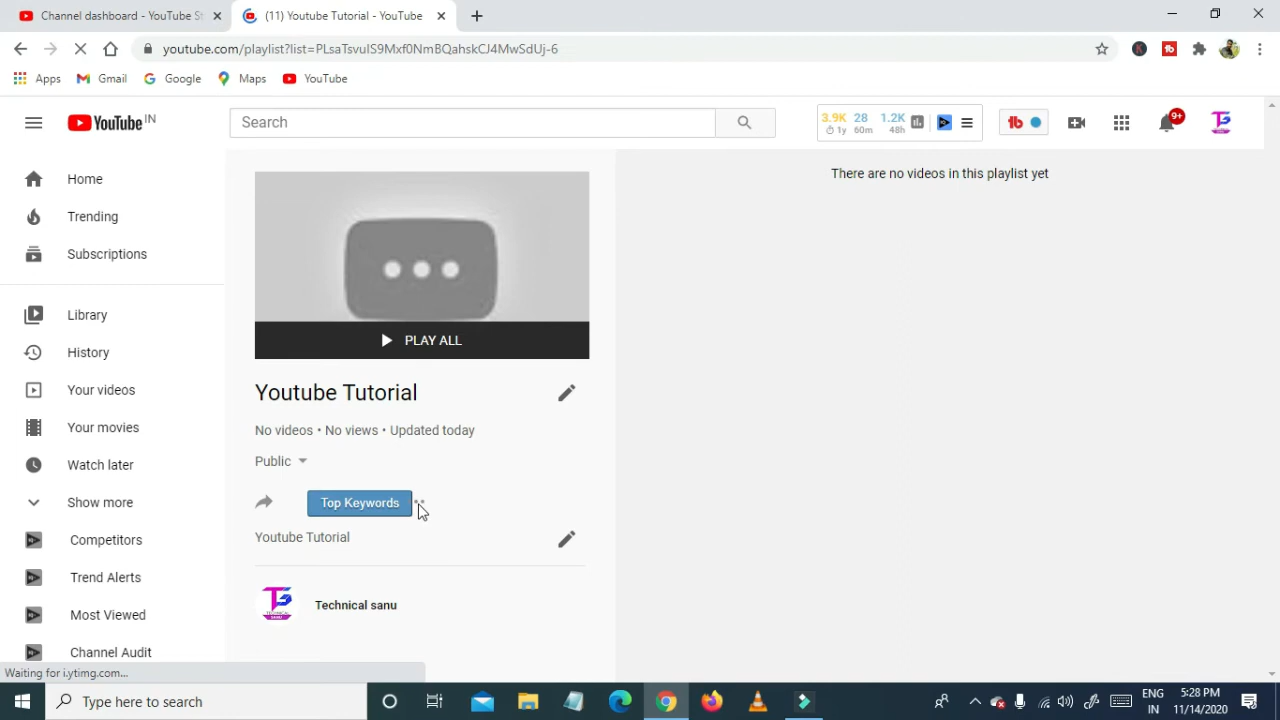 Channel dashboard - YouTube St
(11) Youtube Tutorial - YouTube
youtube.com/playlist?list=PLsaTsvulS9Mxf0NmBQahskCJ4MwSdUj-6
Apps Gmail Google Maps YouTube
YouTube IN
Search
3.9K 28 1.2K
1y 60m 48h
tb
9+
Home
Trending
Subscriptions
Library
History
Your videos
Your movies
Watch later
Show more
Competitors
Trend Alerts
Most Viewed
Channel Audit
PLAY ALL
Youtube Tutorial
No videos • No views • Updated today
Public
Top Keywords
Youtube Tutorial
TECHNICAL
SANU
Technical sanu
There are no videos in this playlist yet
Waiting for i.ytimg.com...
Type here to search
ENG
IN
5:28 PM
11/14/2020